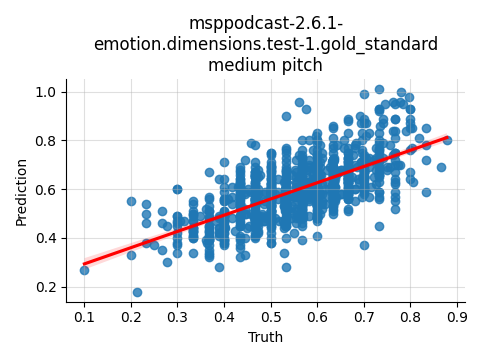 msppodcast-2.6.1-
emotion.dimensions.test-1.gold_standard
medium pitch
1.0
0.8
0.6
0.4
0.2
Prediction
0.1 0.2 0.3 0.4 0.5 0.6 0.7 0.8 0.9
Truth